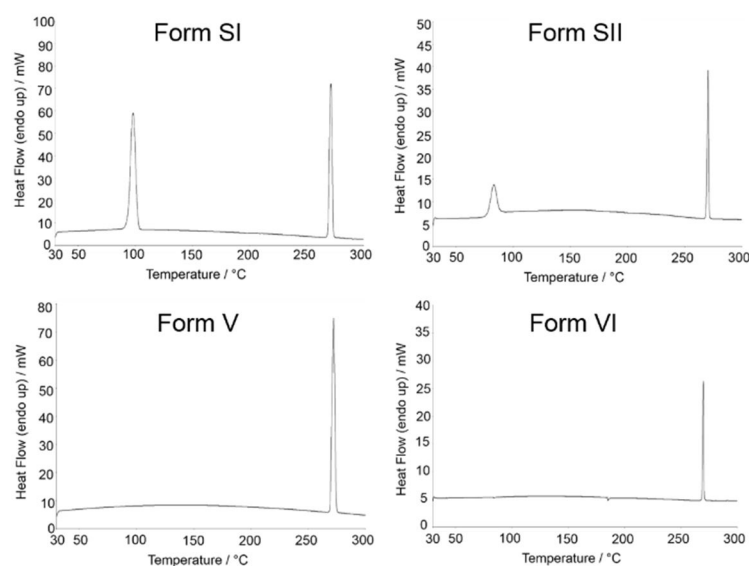 Form SI
Heat Flow (endo up) / mW
100
90
80
70
60
50
40
30
20
10
0
30 50 100 150 200 250 300
Temperature / °C
Form SII
Heat Flow (endo up) / mW
50
45
40
35
30
25
20
15
10
5
0
30 50 100 150 200 250 300
Temperature / °C
Form V
Heat Flow (endo up) / mW
80
70
60
50
40
30
20
10
0
30 50 100 150 200 250 300
Temperature / °C
Form VI
Heat Flow (endo up) / mW
40
35
30
25
20
15
10
5
0
30 50 100 150 200 250 300
Temperature / °C